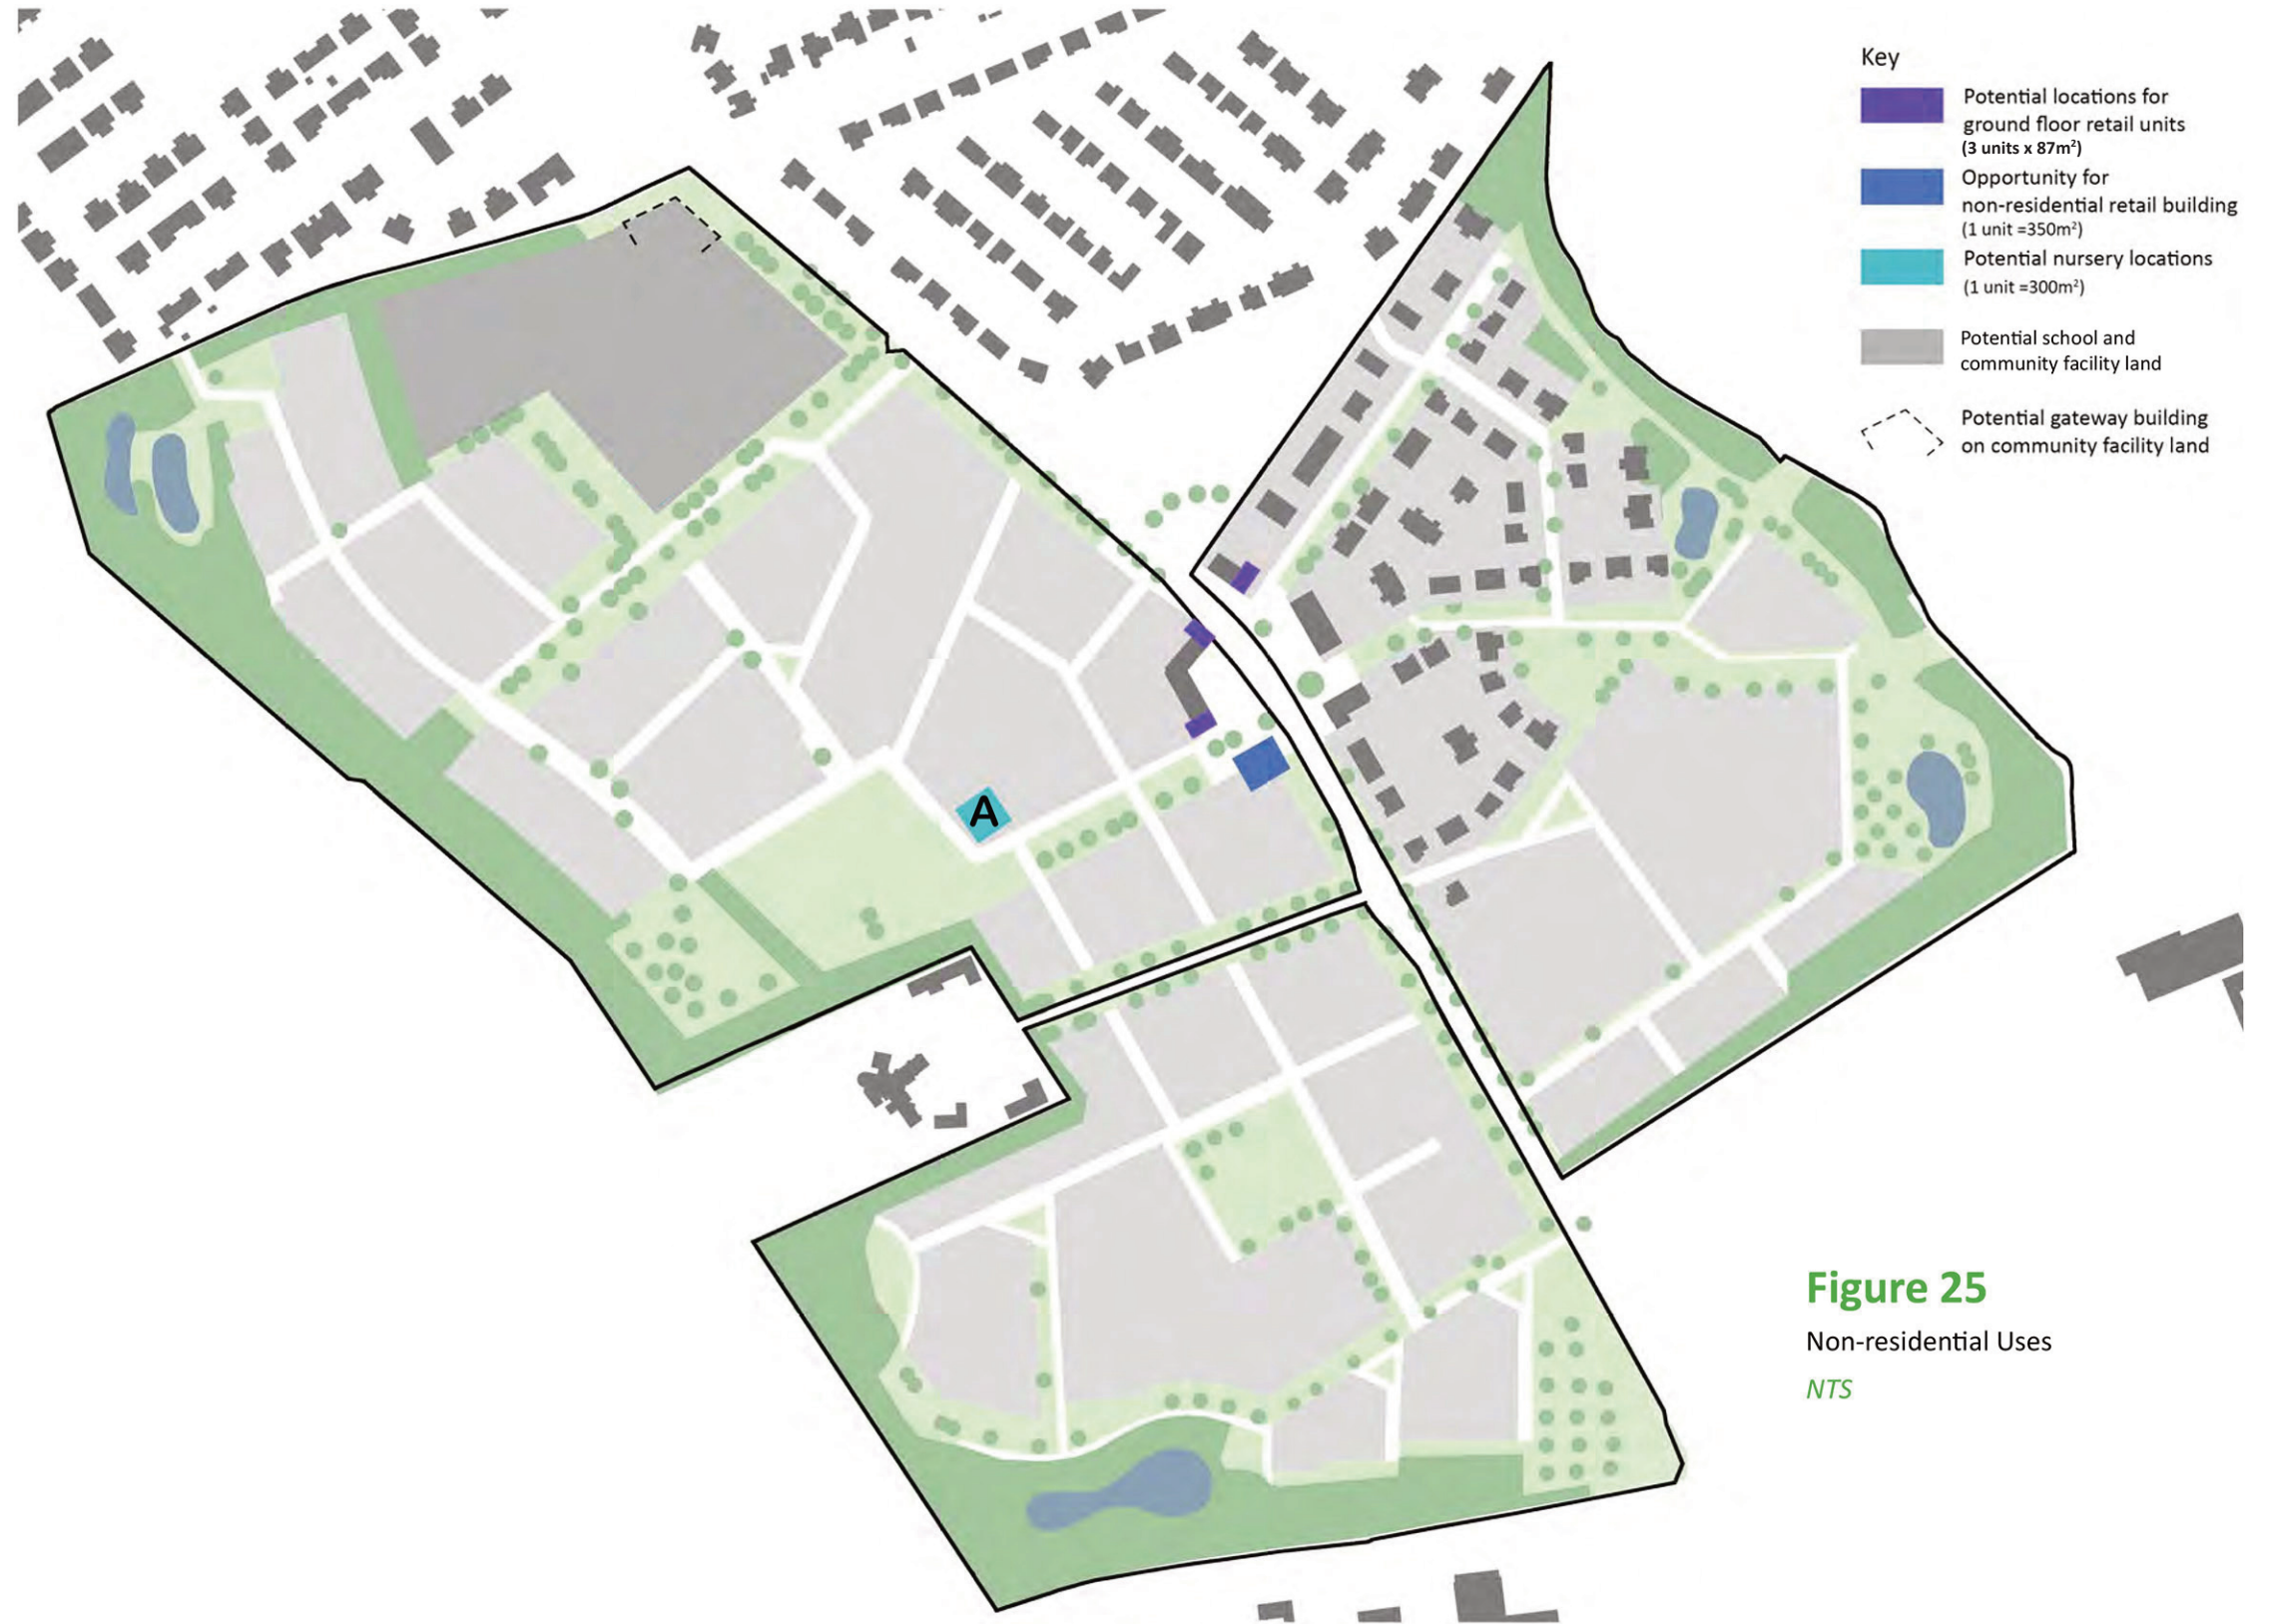 Key
Potential locations for
ground floor retail units
(3 units x 87m²)
Opportunity for
non-residential retail building
(1 unit =350m²)
Potential nursery locations
(1 unit =300m²)
Potential school and
community facility land
Potential gateway building
on community facility land
A
Figure 25
Non-residential Uses
NTS